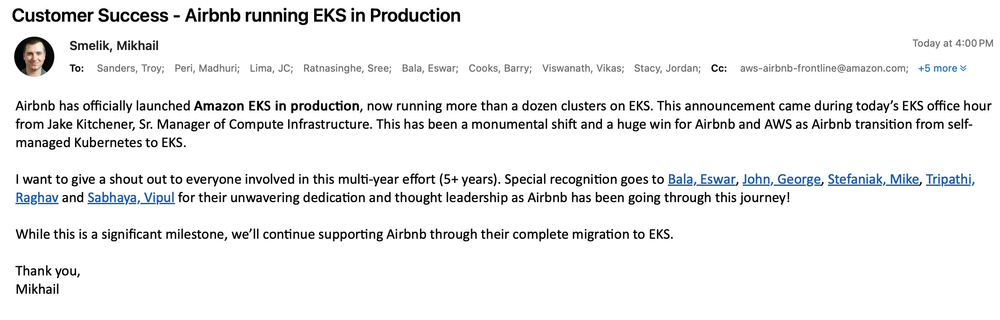 Customer Success - Airbnb running EKS in Production
Smelik, Mikhail
Today at 4:00 PM
To: Sanders, Troy; Peri, Madhuri; Lima, JC; Ratnasinghe, Sree; Bala, Eswar; Cooks, Barry; Viswanath, Vikas; Stacy, Jordan; Cc: aws-airbnb-frontline@amazon.com; +5 more
Airbnb has officially launched Amazon EKS in production, now running more than a dozen clusters on EKS. This announcement came during today’s EKS office hour
from Jake Kitchener, Sr. Manager of Compute Infrastructure. This has been a monumental shift and a huge win for Airbnb and AWS as Airbnb transition from self-
managed Kubernetes to EKS.
I want to give a shout out to everyone involved in this multi-year effort (5+ years). Special recognition goes to Bala, Eswar, John, George, Stefaniak, Mike, Tripathi,
Raghav and Sabhaya, Vipul for their unwavering dedication and thought leadership as Airbnb has been going through this journey!
While this is a significant milestone, we’ll continue supporting Airbnb through their complete migration to EKS.
Thank you,
Mikhail